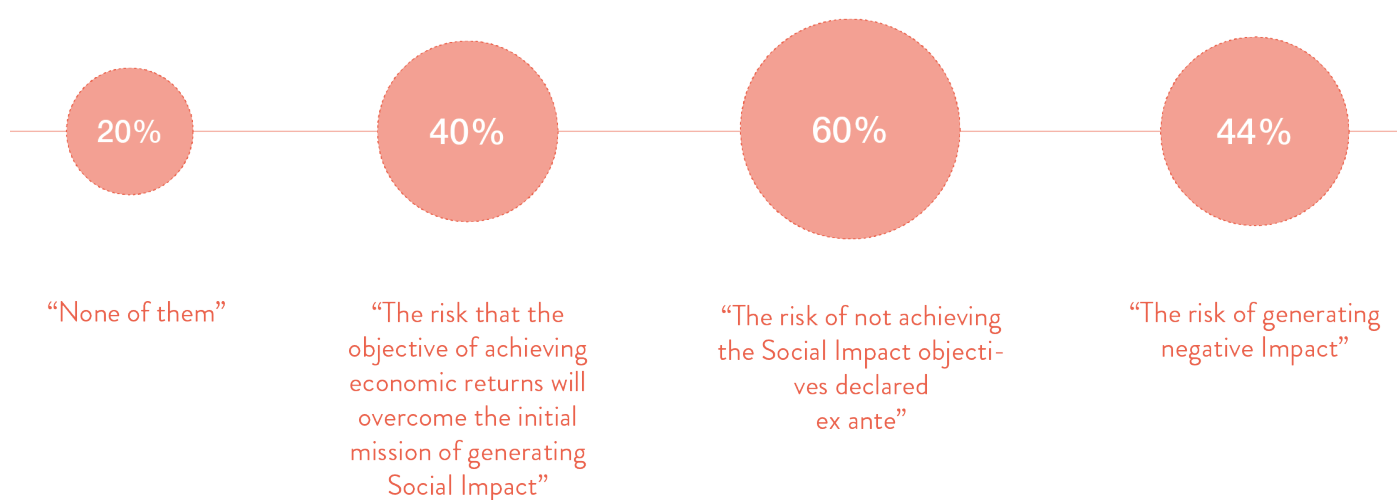 20%
40%
60%
44%
“None of them”
“The risk that the
objective of achieving
economic returns will
overcome the initial
mission of generating
Social Impact”
“The risk of not achieving
the Social Impact objecti-
ves declared
ex ante”
“The risk of generating
negative Impact”